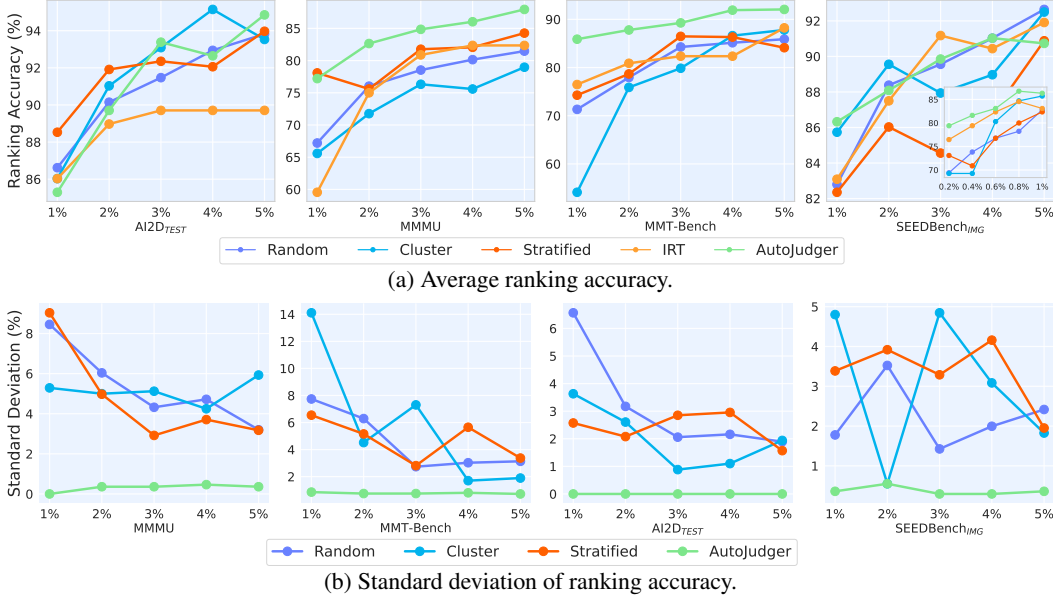 Ranking Accuracy (%)
94
92
90
88
86
1% 2% 3% 4% 5%
AI2D_TEST
85
80
75
70
65
60
1% 2% 3% 4% 5%
MMMU
90
80
70
60
1% 2% 3% 4% 5%
MMT-Bench
92
90
88
86
84
82
1% 2% 3% 4% 5%
SEEDBench_IMG
85
80
75
70
0.2% 0.4% 0.6% 0.8% 1%
Random Cluster Stratified IRT AutoJudger
(a) Average ranking accuracy.
Standard Deviation (%)
8
6
4
2
0
1% 2% 3% 4% 5%
MMMU
14
12
10
8
6
4
2
1% 2% 3% 4% 5%
MMT-Bench
6
5
4
3
2
1
0
1% 2% 3% 4% 5%
AI2D_TEST
5
4
3
2
1
1% 2% 3% 4% 5%
SEEDBench_IMG
Random Cluster Stratified AutoJudger
(b) Standard deviation of ranking accuracy.